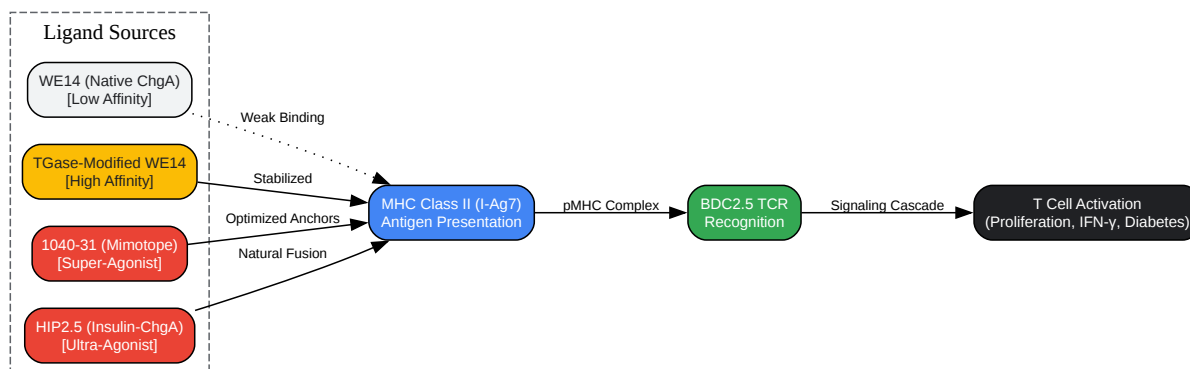 Ligand Sources
WE14 (Native ChgA)
[Low Affinity]
Weak Binding
TGase-Modified WE14
[High Affinity]
Stabilized
Optimized Anchors
1040-31 (Mimotope)
[Super-Agonist]
Natural Fusion
HIP2.5 (Insulin-ChgA)
[Ultra-Agonist]
MHC Class II (I-Ag7)
Antigen Presentation
pMHC Complex
BDC2.5 TCR
Recognition
Signaling Cascade
T Cell Activation
(Proliferation, IFN-γ, Diabetes)